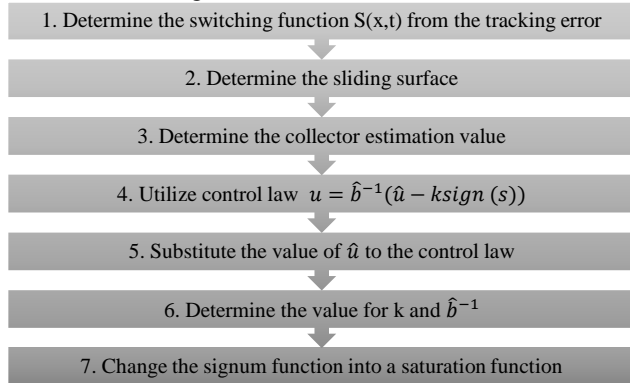 1. Determine the switching function S(x,t) from the tracking error
2. Determine the sliding surface
3. Determine the collector estimation value
4. Utilize control law u = b̂⁻¹(û − ksign (s))
5. Substitute the value of û to the control law
6. Determine the value for k and b̂⁻¹
7. Change the signum function into a saturation function